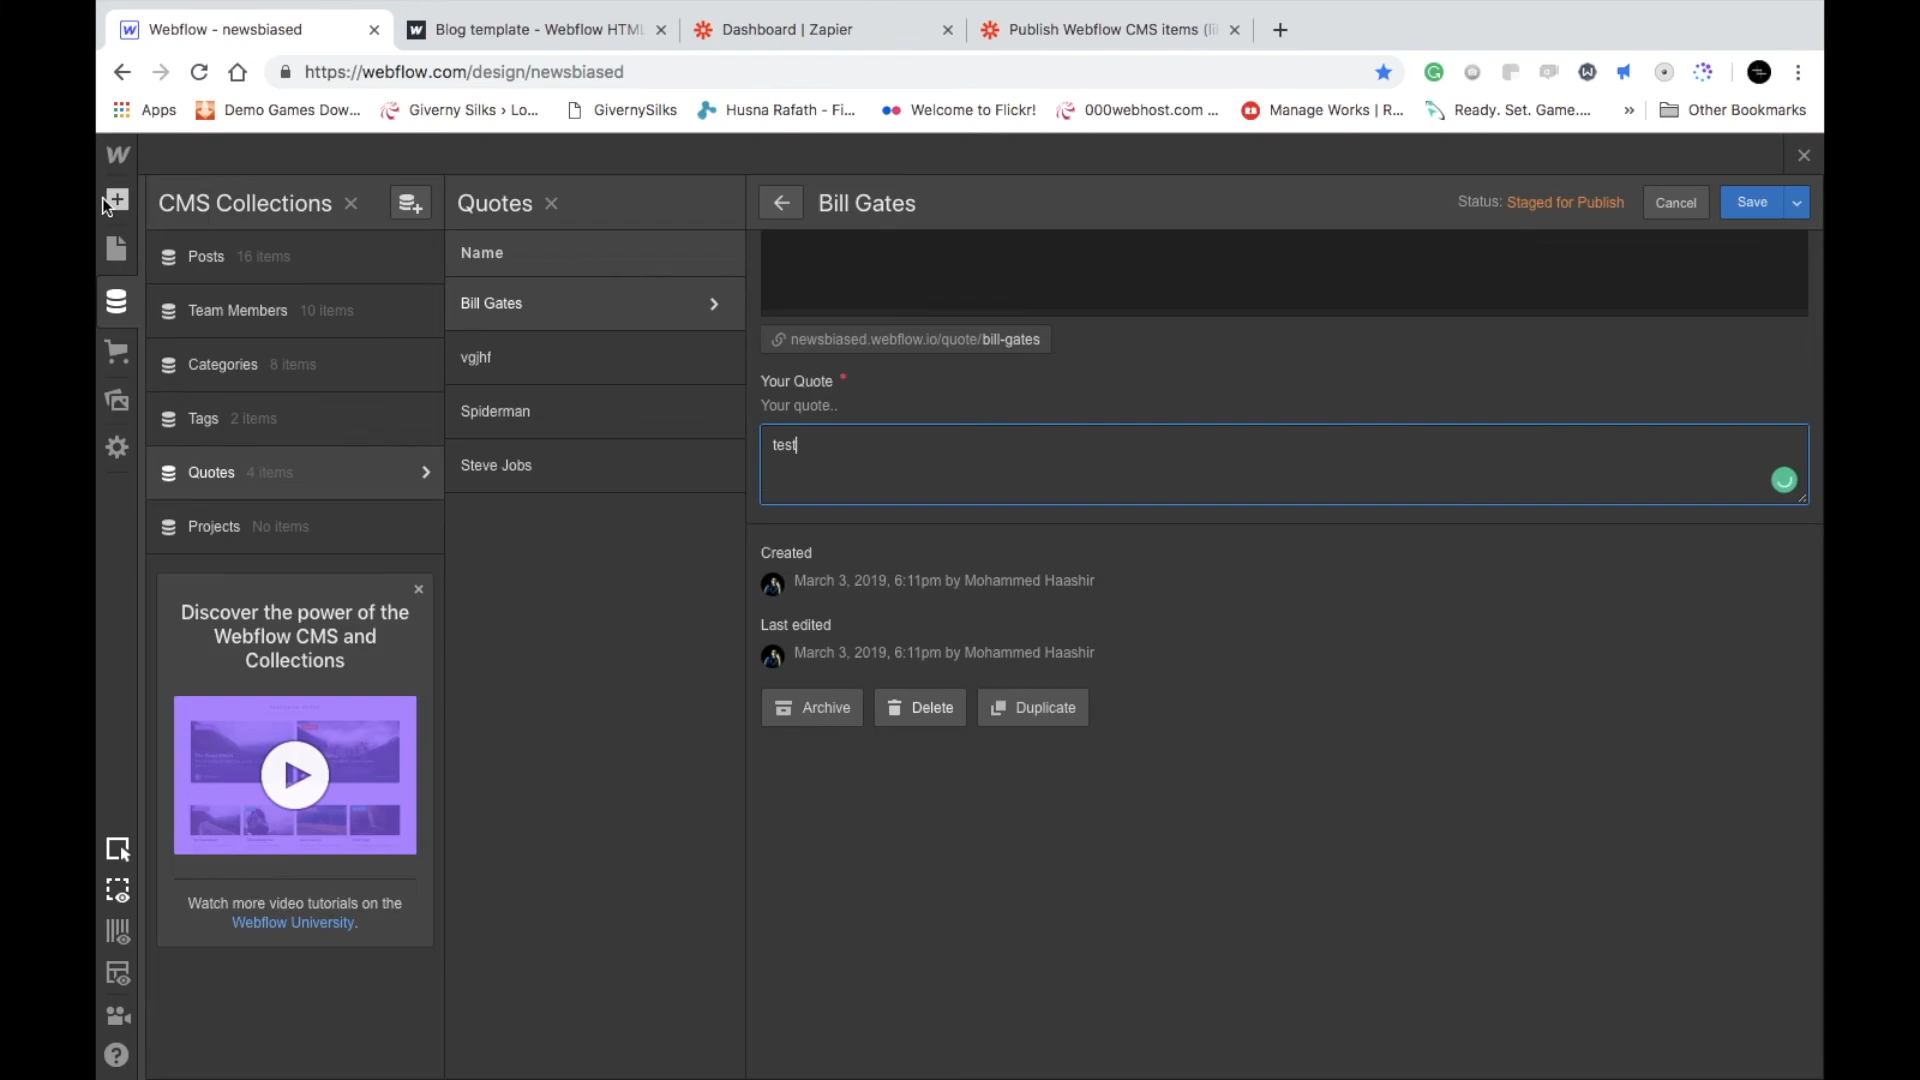 Webflow - newsbiased
Blog template - Webflow HTML
Dashboard | Zapier
Publish Webflow CMS items (li
https://webflow.com/design/newsbiased
Apps
Demo Games Dow...
Giverny Silks › Lo...
GivernySilks
Husna Rafath - Fi...
Welcome to Flickr!
000webhost.com ...
Manage Works | R...
Ready. Set. Game....
»
Other Bookmarks
CMS Collections
Quotes
Bill Gates
Status: Staged for Publish
Cancel
Save
Posts 16 items
Team Members 10 items
Categories 8 items
Tags 2 items
Quotes 4 items
Projects No items
Name
Bill Gates
vgjhf
Spiderman
Steve Jobs
newsbiased.webflow.io/quote/bill-gates
Your Quote *
Your quote..
test
Created
March 3, 2019, 6:11pm by Mohammed Haashir
Last edited
March 3, 2019, 6:11pm by Mohammed Haashir
Archive
Delete
Duplicate
Discover the power of the
Webflow CMS and
Collections
Watch more video tutorials on the
Webflow University.